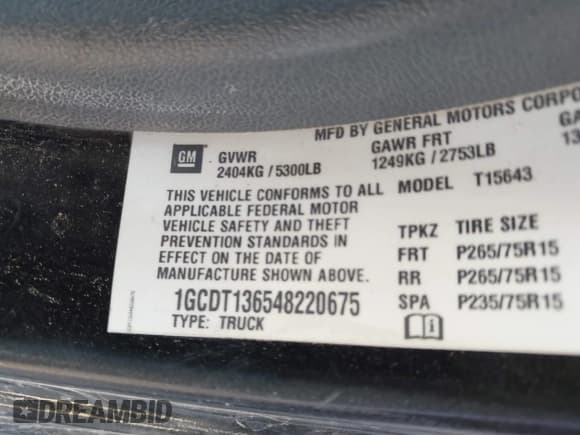 MFD BY GENERAL MOTORS CORPO
GM
GVWR
2404KG / 5300LB
GAWR FRT
1249KG / 2753LB
GA
13
THIS VEHICLE CONFORMS TO ALL
APPLICABLE FEDERAL MOTOR
VEHICLE SAFETY AND THEFT
PREVENTION STANDARDS IN
EFFECT ON THE DATE OF
MANUFACTURE SHOWN ABOVE.
MODEL T15643
TPKZ TIRE SIZE
FRT P265/75R15
RR P265/75R15
SPA P235/75R15
1GCDT136548220675
TYPE: TRUCK
DREAMBID